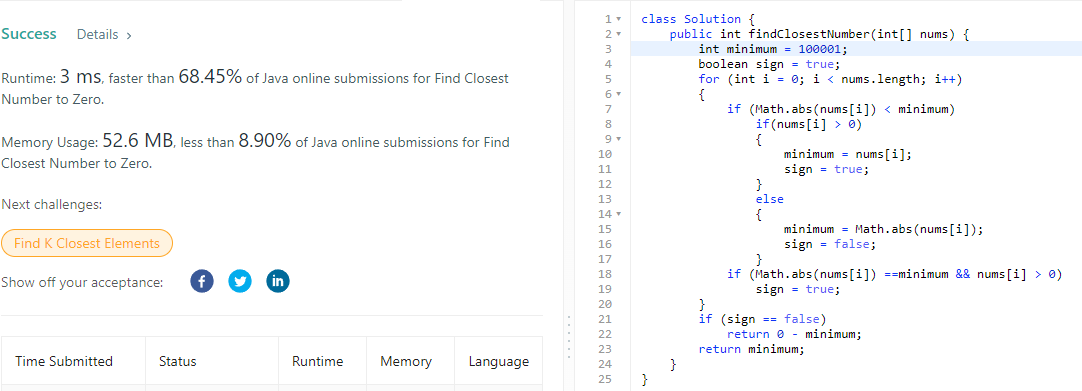 Success Details >
Runtime: 3 ms, faster than 68.45% of Java online submissions for Find Closest
Number to Zero.
Memory Usage: 52.6 MB, less than 8.90% of Java online submissions for Find
Closest Number to Zero.
Next challenges:
Find K Closest Elements
Show off your acceptance:
Time Submitted Status Runtime Memory Language
1 class Solution {
2     public int findClosestNumber(int[] nums) {
3         int minimum = 100001;
4         boolean sign = true;
5         for (int i = 0; i < nums.length; i++)
6         {
7             if (Math.abs(nums[i]) < minimum)
8                 if(nums[i] > 0)
9                 {
10                     minimum = nums[i];
11                     sign = true;
12                 }
13                 else
14                 {
15                     minimum = Math.abs(nums[i]);
16                     sign = false;
17                 }
18             if (Math.abs(nums[i]) ==minimum && nums[i] > 0)
19                 sign = true;
20         }
21         if (sign == false)
22             return 0 - minimum;
23         return minimum;
24     }
25 }